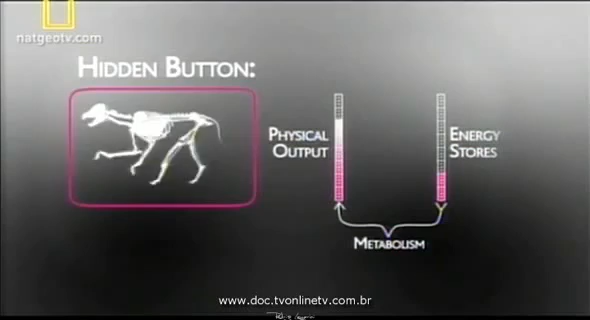 natgeotv.com
HIDDEN BUTTON:
PHYSICAL
OUTPUT
ENERGY
STORES
METABOLISM
www.doc.tvonlinetv.com.br